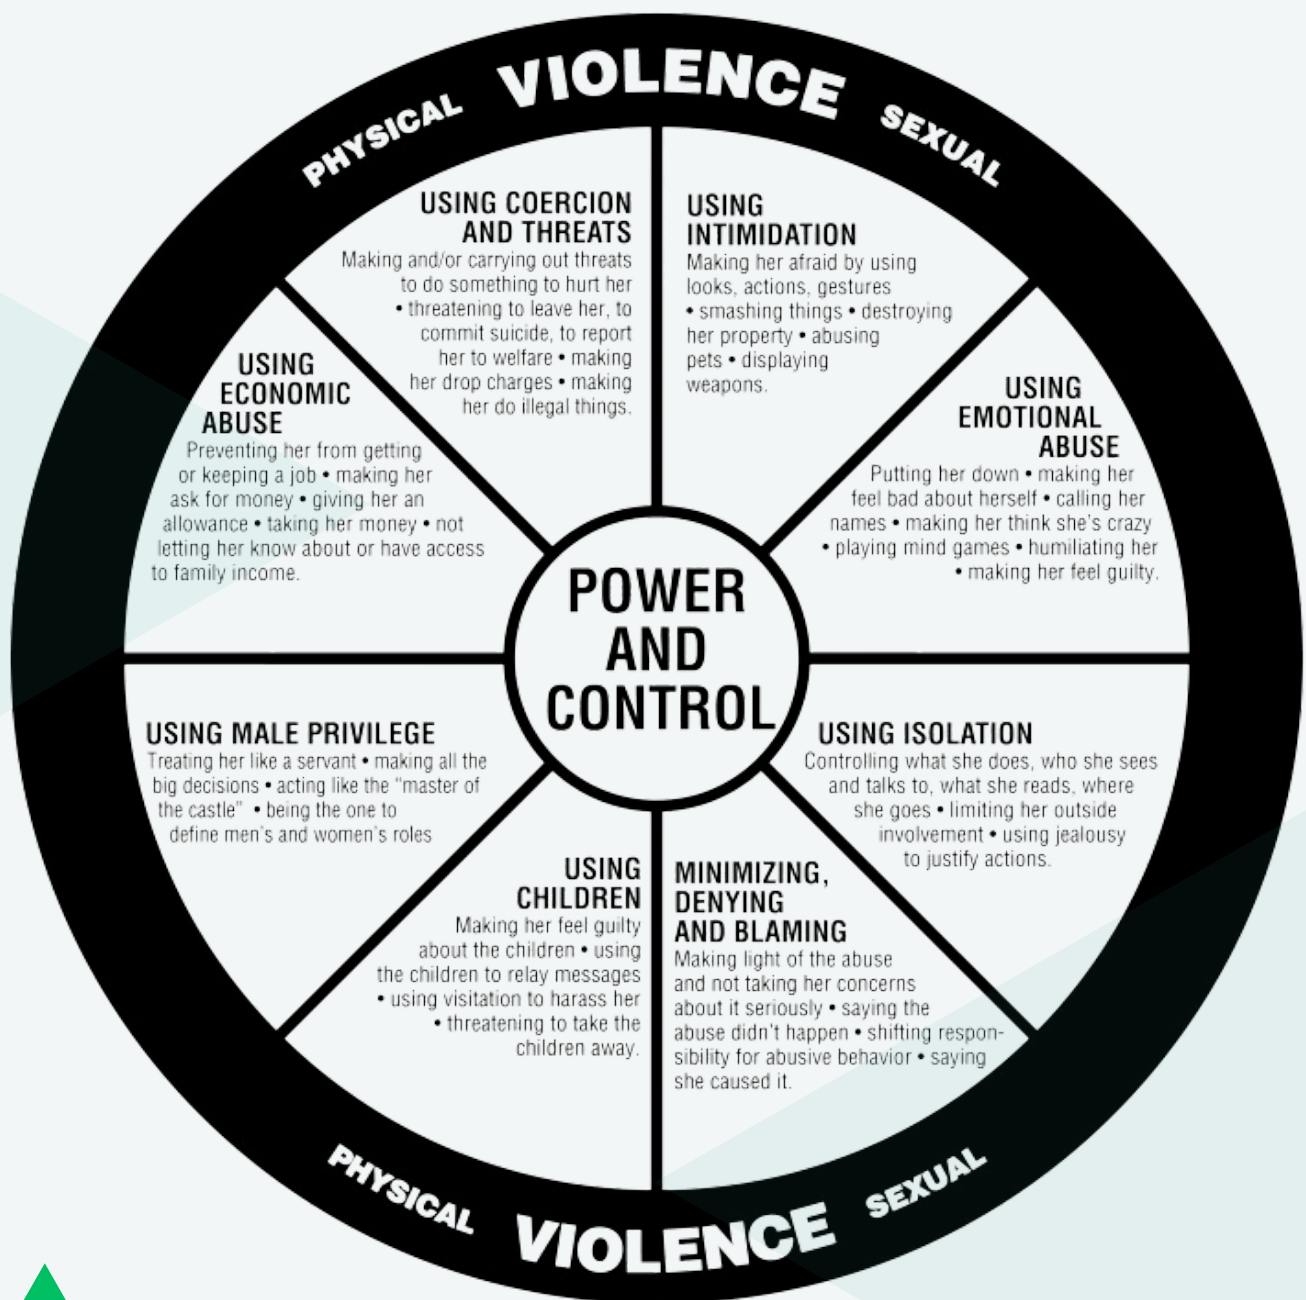 PHYSICAL VIOLENCE SEXUAL
USING COERCION
AND THREATS
Making and/or carrying out threats
to do something to hurt her
• threatening to leave her, to
commit suicide, to report
her to welfare • making
her drop charges • making
her do illegal things.
USING
INTIMIDATION
Making her afraid by using
looks, actions, gestures
• smashing things • destroying
her property • abusing
pets • displaying
weapons.
USING
EMOTIONAL
ABUSE
Putting her down • making her
feel bad about herself • calling her
names • making her think she's crazy
• playing mind games • humiliating her
• making her feel guilty.
USING ISOLATION
Controlling what she does, who she sees
and talks to, what she reads, where
she goes • limiting her outside
involvement • using jealousy
to justify actions.
MINIMIZING,
DENYING
AND BLAMING
Making light of the abuse
and not taking her concerns
about it seriously • saying the
abuse didn't happen • shifting respon-
sibility for abusive behavior • saying
she caused it.
USING
CHILDREN
Making her feel guilty
about the children • using
the children to relay messages
• using visitation to harass her
• threatening to take the
children away.
USING MALE PRIVILEGE
Treating her like a servant • making all the
big decisions • acting like the "master of
the castle" • being the one to
define men's and women's roles
USING
ECONOMIC
ABUSE
Preventing her from getting
or keeping a job • making her
ask for money • giving her an
allowance • taking her money • not
letting her know about or have access
to family income.
POWER
AND
CONTROL
PHYSICAL VIOLENCE SEXUAL